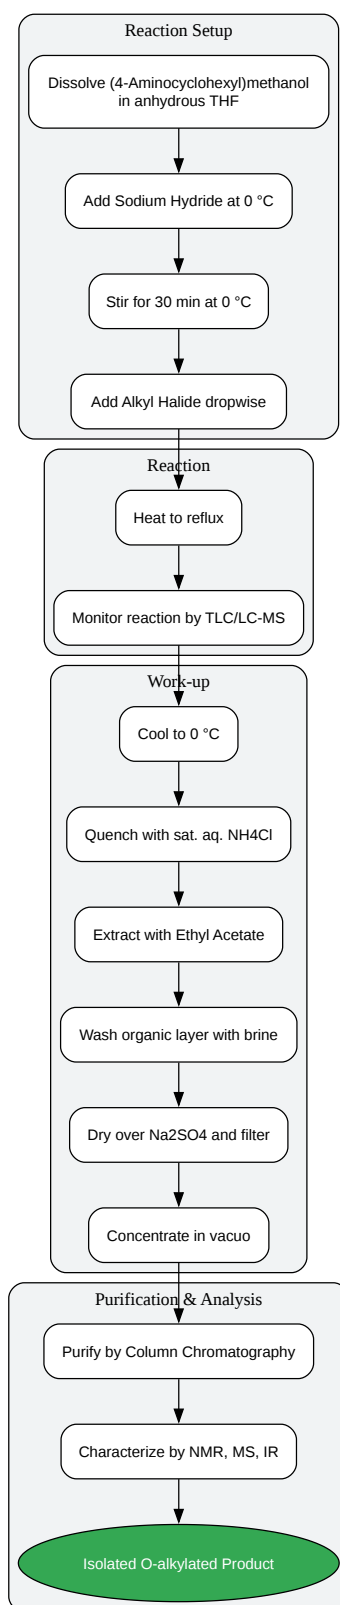 Reaction Setup
Dissolve (4-Aminocyclohexyl)methanol
in anhydrous THF
Add Sodium Hydride at 0 °C
Stir for 30 min at 0 °C
Add Alkyl Halide dropwise
Reaction
Heat to reflux
Monitor reaction by TLC/LC-MS
Work-up
Cool to 0 °C
Quench with sat. aq. NH4Cl
Extract with Ethyl Acetate
Wash organic layer with brine
Dry over Na2SO4 and filter
Concentrate in vacuo
Purification & Analysis
Purify by Column Chromatography
Characterize by NMR, MS, IR
Isolated O-alkylated Product